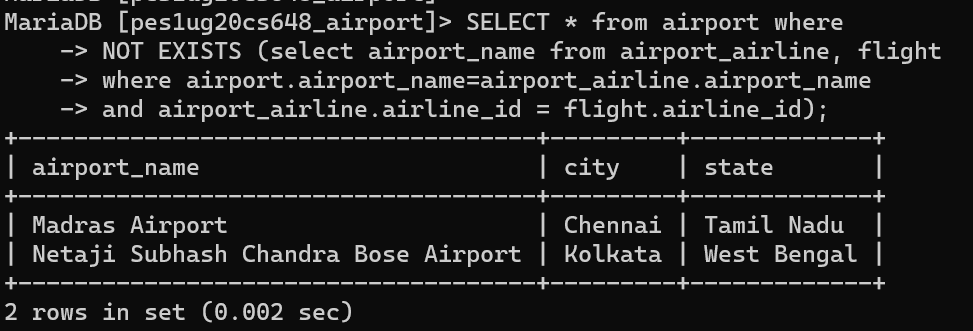 MariaDB [pes1ug20cs648_airport]> SELECT * from airport where
    -> NOT EXISTS (select airport_name from airport_airline, flight
    -> where airport.airport_name=airport_airline.airport_name
    -> and airport_airline.airline_id = flight.airline_id);
+-----------------------------------+---------+-------------+
| airport_name                      | city    | state       |
+-----------------------------------+---------+-------------+
| Madras Airport                    | Chennai | Tamil Nadu  |
| Netaji Subhash Chandra Bose Airport | Kolkata | West Bengal |
+-----------------------------------+---------+-------------+
2 rows in set (0.002 sec)